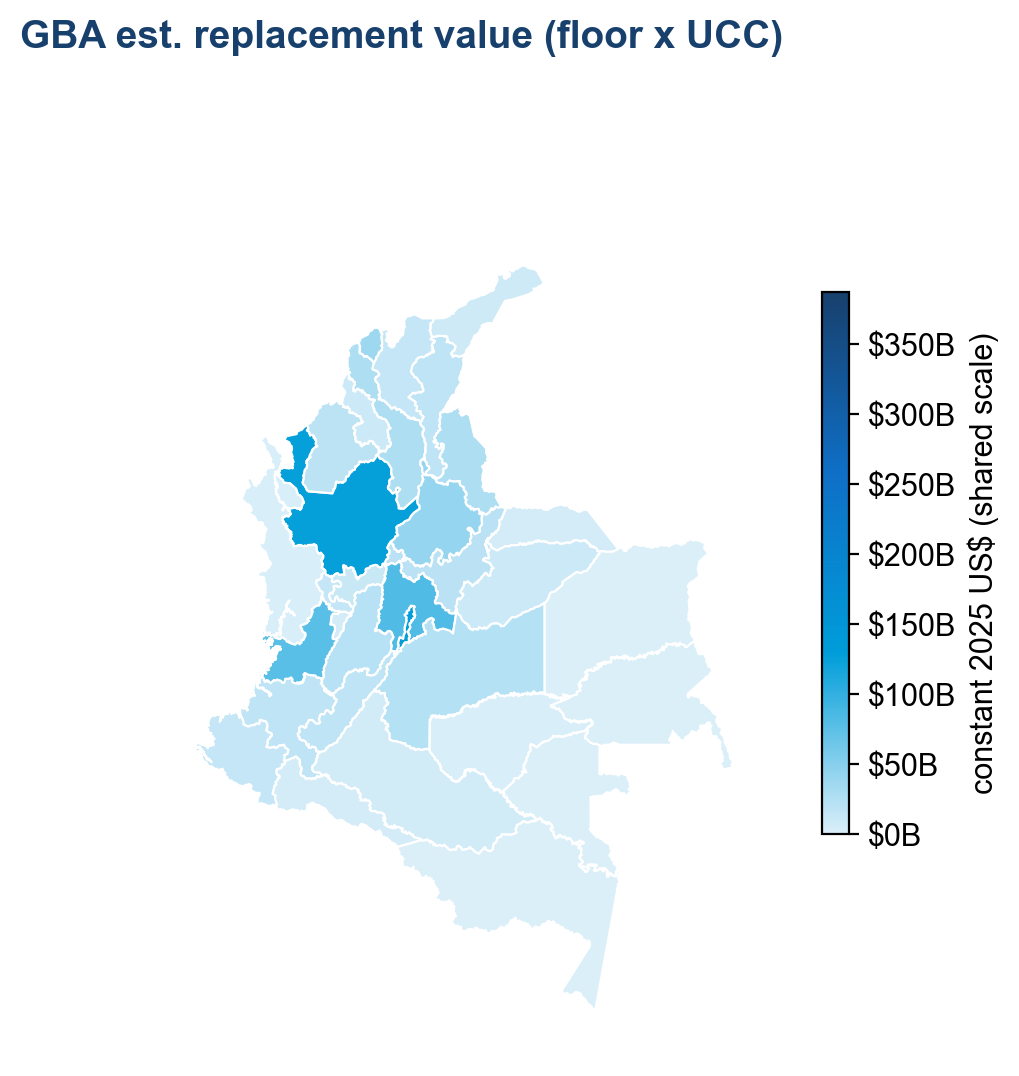 GBA est. replacement value (floor x UCC)
$350B
$300B
$250B
$200B
$150B
$100B
$50B
$0B
constant 2025 US$ (shared scale)